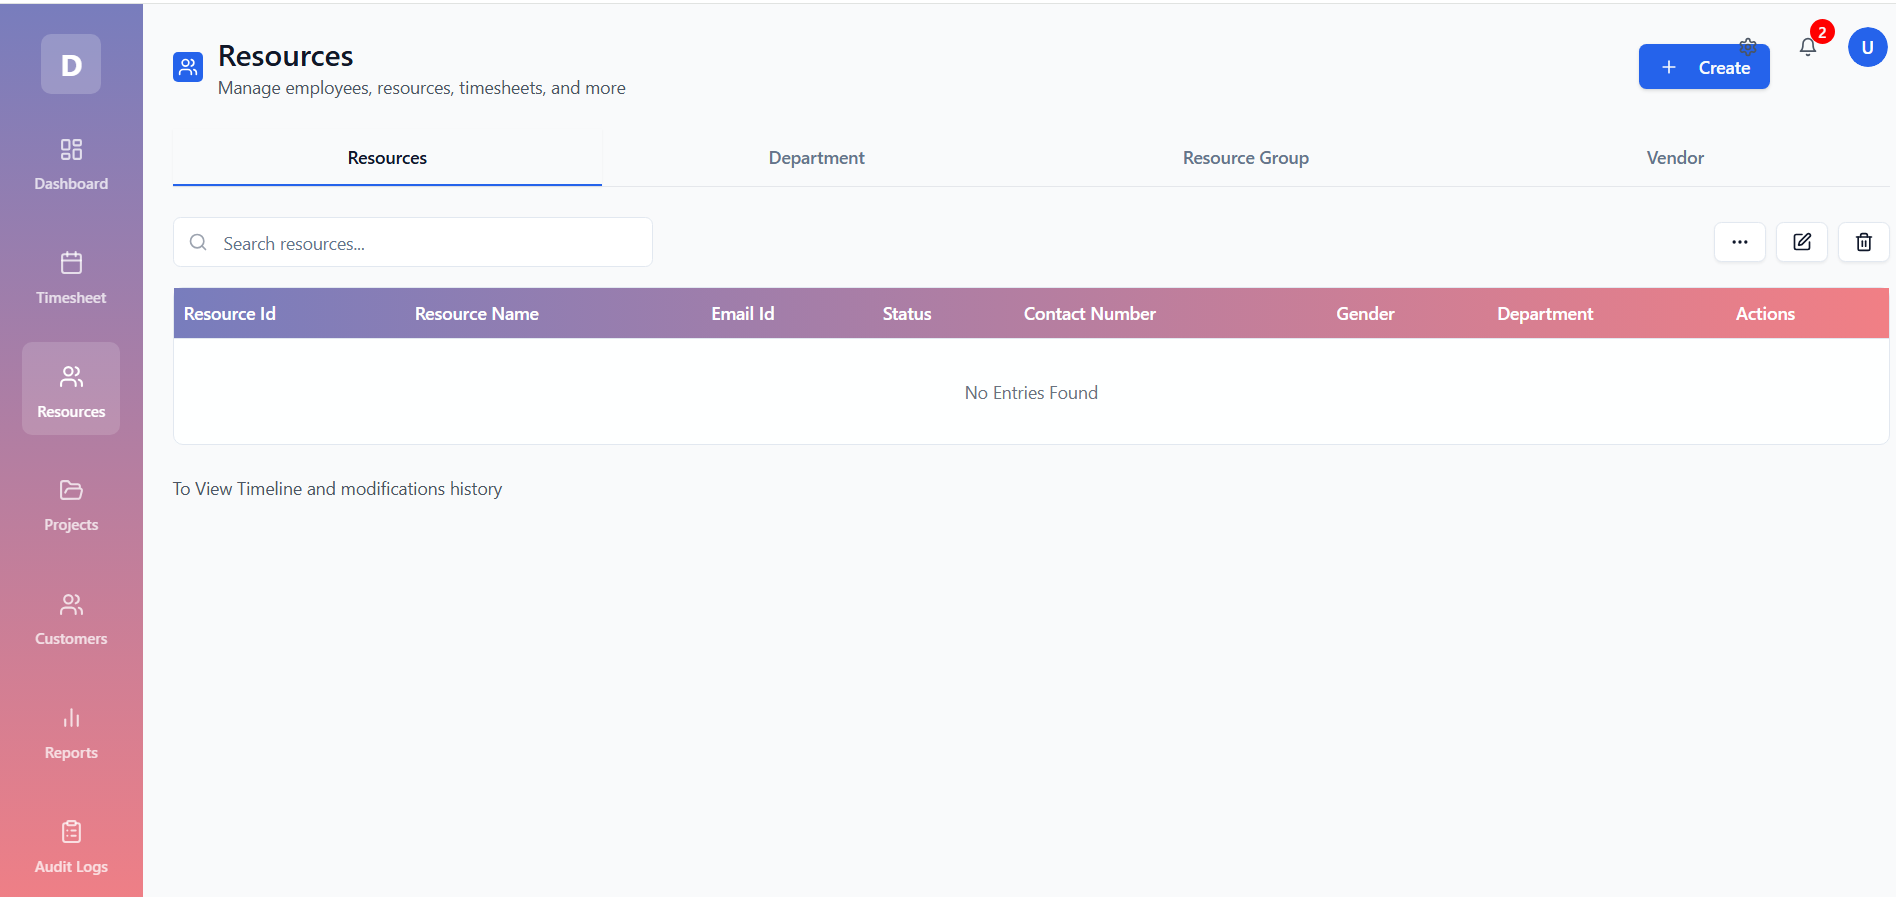 D
Dashboard
Timesheet
Resources
Projects
Customers
Reports
Audit Logs
Resources
Manage employees, resources, timesheets, and more
Create
2
U
Resources Department Resource Group Vendor
Search resources...
Resource Id Resource Name Email Id Status Contact Number Gender Department Actions
No Entries Found
To View Timeline and modifications history